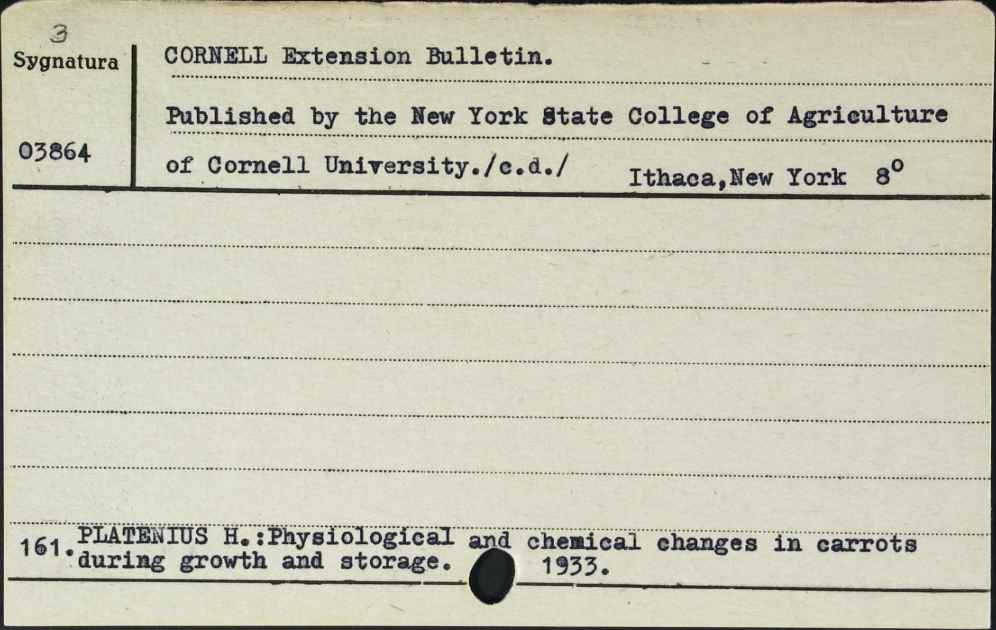 3
Sygnatura
03864
CORNELL Extension Bulletin.
Published by the New York State College of Agriculture
of Cornell University./c.d./ Ithaca,New York 8⁰
161. PLATENIUS H.:Physiological and chemical changes in carrots
during growth and storage. 1933.